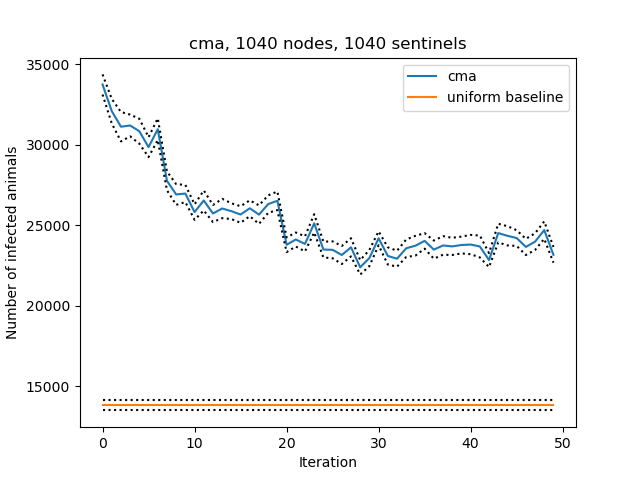 cma, 1040 nodes, 1040 sentinels
cma
uniform baseline
Number of infected animals
35000
30000
25000
20000
15000
0 10 20 30 40 50
Iteration